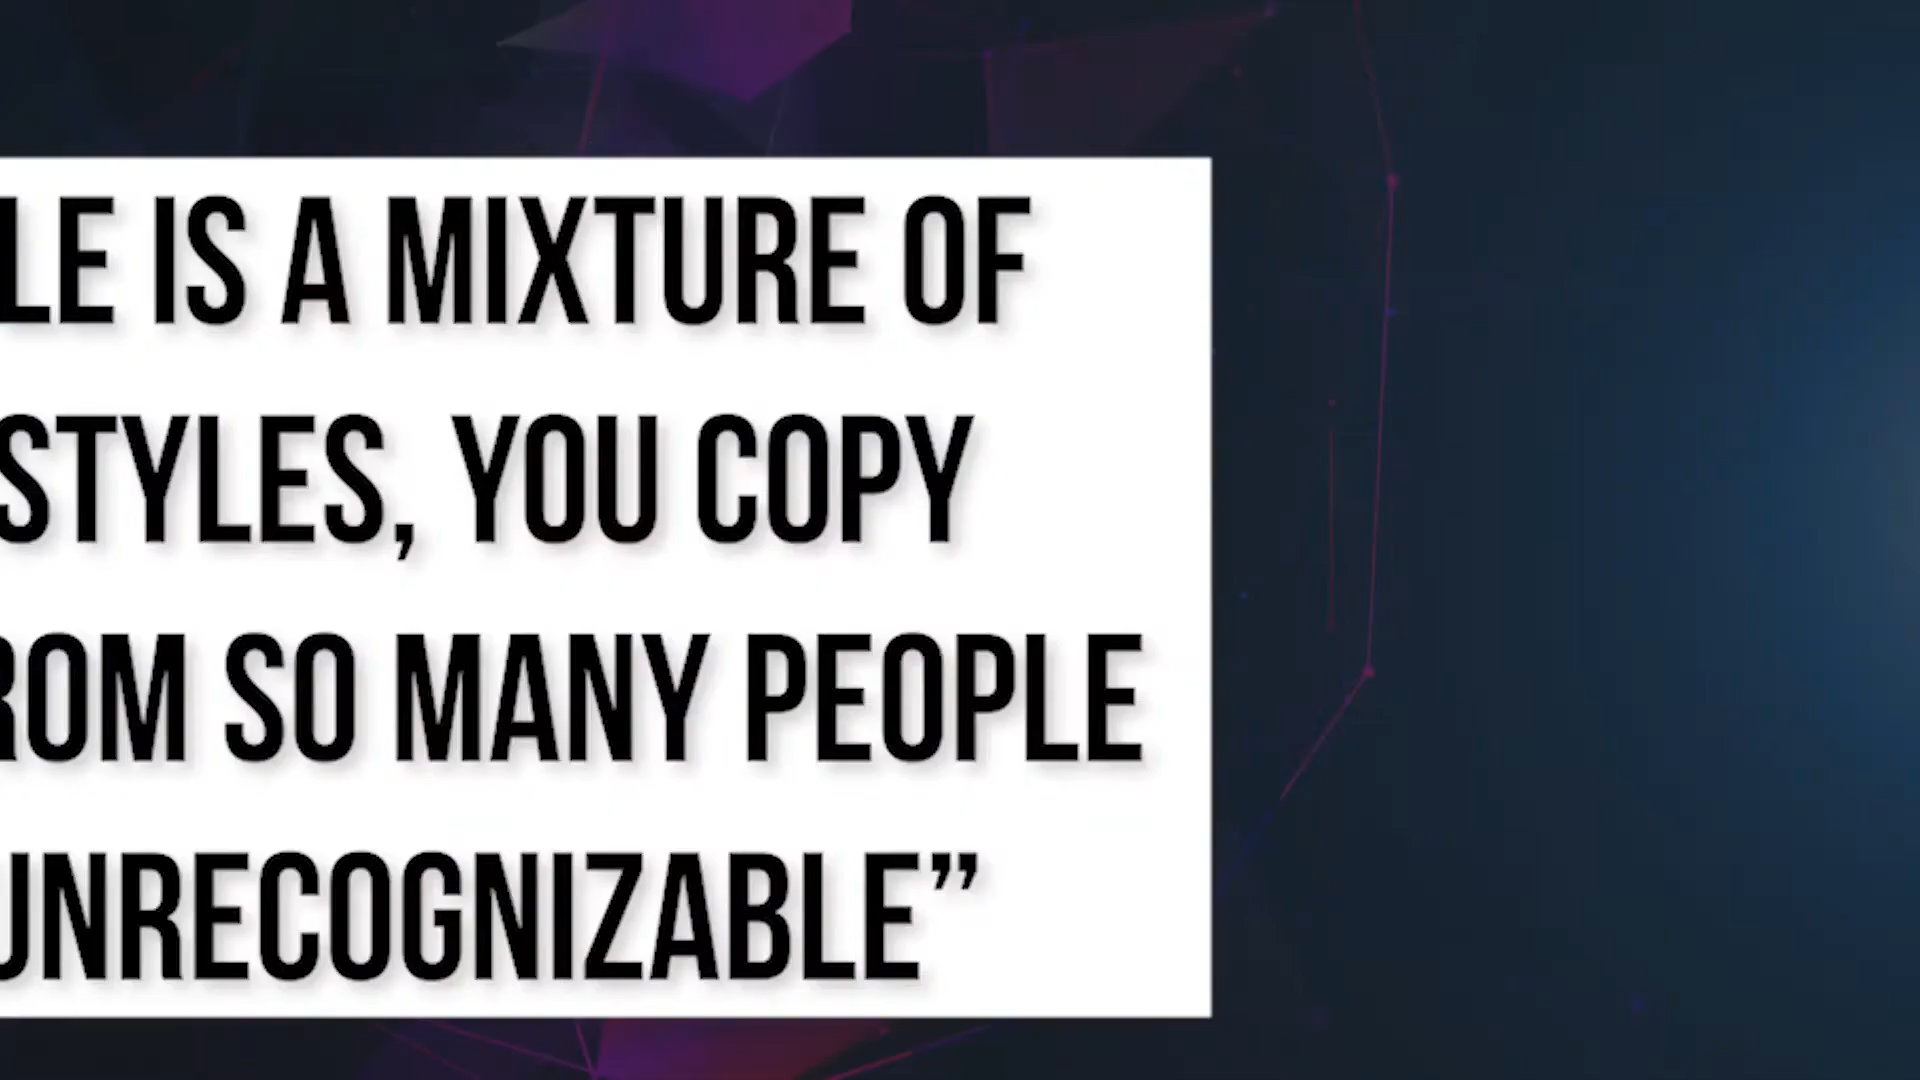 LE IS A MIXTURE OF
STYLES, YOU COPY
ROM SO MANY PEOPLE
UNRECOGNIZABLE”